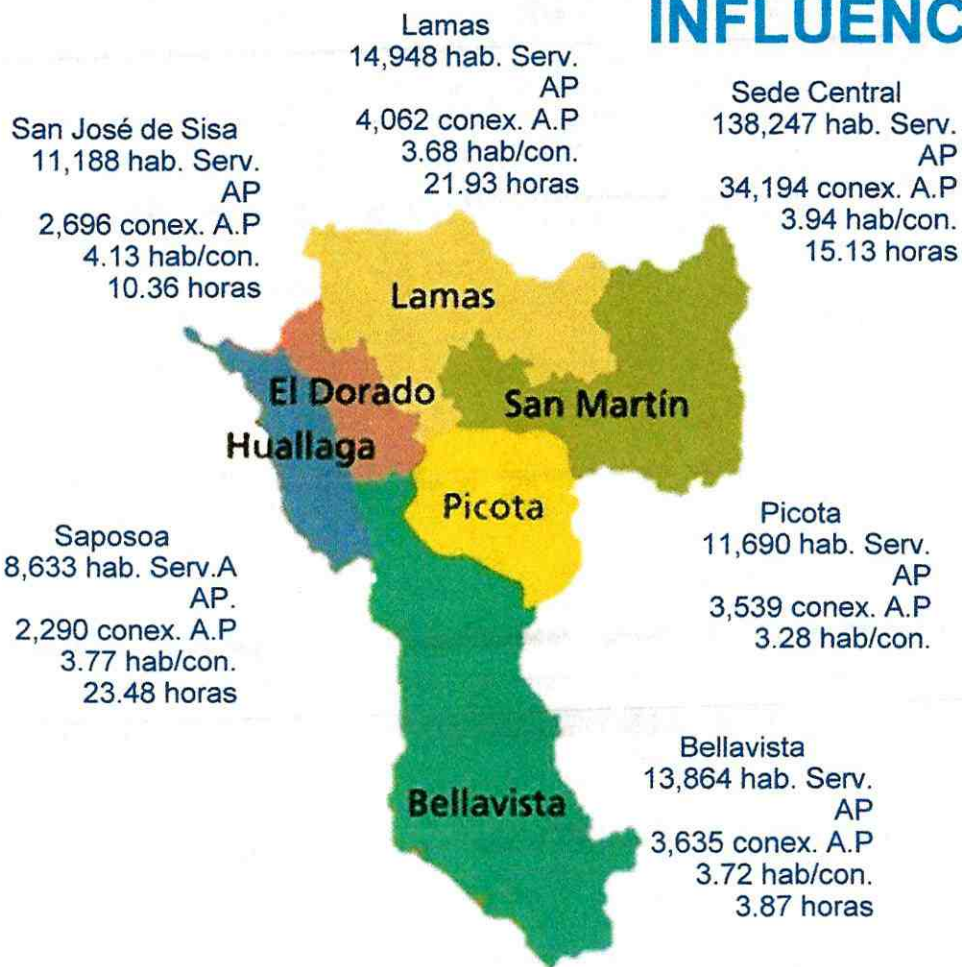 INFLUENC
Lamas
14,948 hab. Serv.
AP
4,062 conex. A.P
3.68 hab/con.
21.93 horas
Sede Central
138,247 hab. Serv.
AP
34,194 conex. A.P
3.94 hab/con.
15.13 horas
San José de Sisa
11,188 hab. Serv.
AP
2,696 conex. A.P
4.13 hab/con.
10.36 horas
Lamas
El Dorado
San Martín
Huallaga
Picota
Saposoa
8,633 hab. Serv.A
AP.
2,290 conex. A.P
3.77 hab/con.
23.48 horas
Picota
11,690 hab. Serv.
AP
3,539 conex. A.P
3.28 hab/con.
Bellavista
Bellavista
13,864 hab. Serv.
AP
3,635 conex. A.P
3.72 hab/con.
3.87 horas